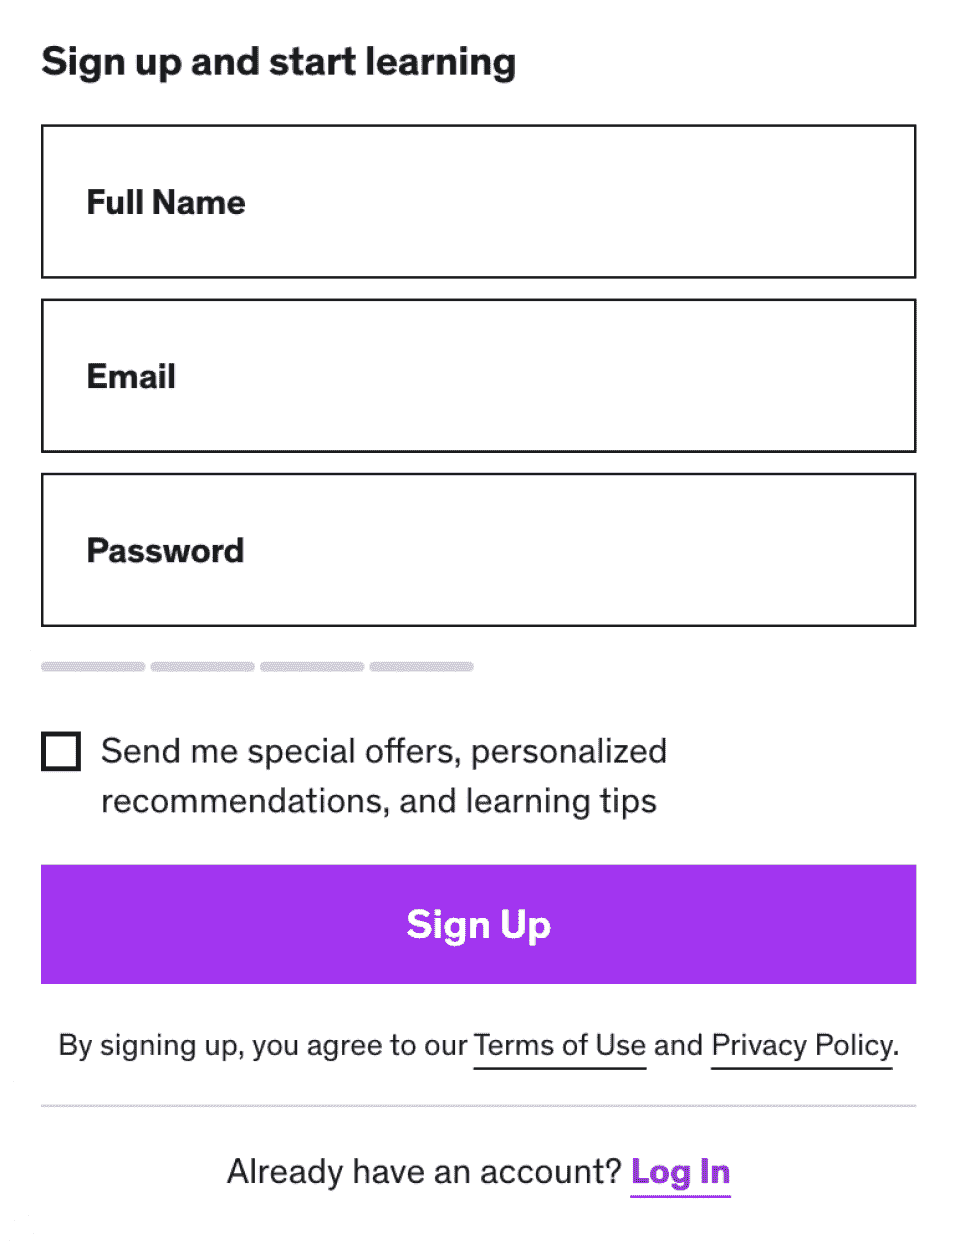 Sign up and start learning
Full Name
Email
Password
Send me special offers, personalized
recommendations, and learning tips
Sign Up
By signing up, you agree to our Terms of Use and Privacy Policy.
Already have an account? Log In